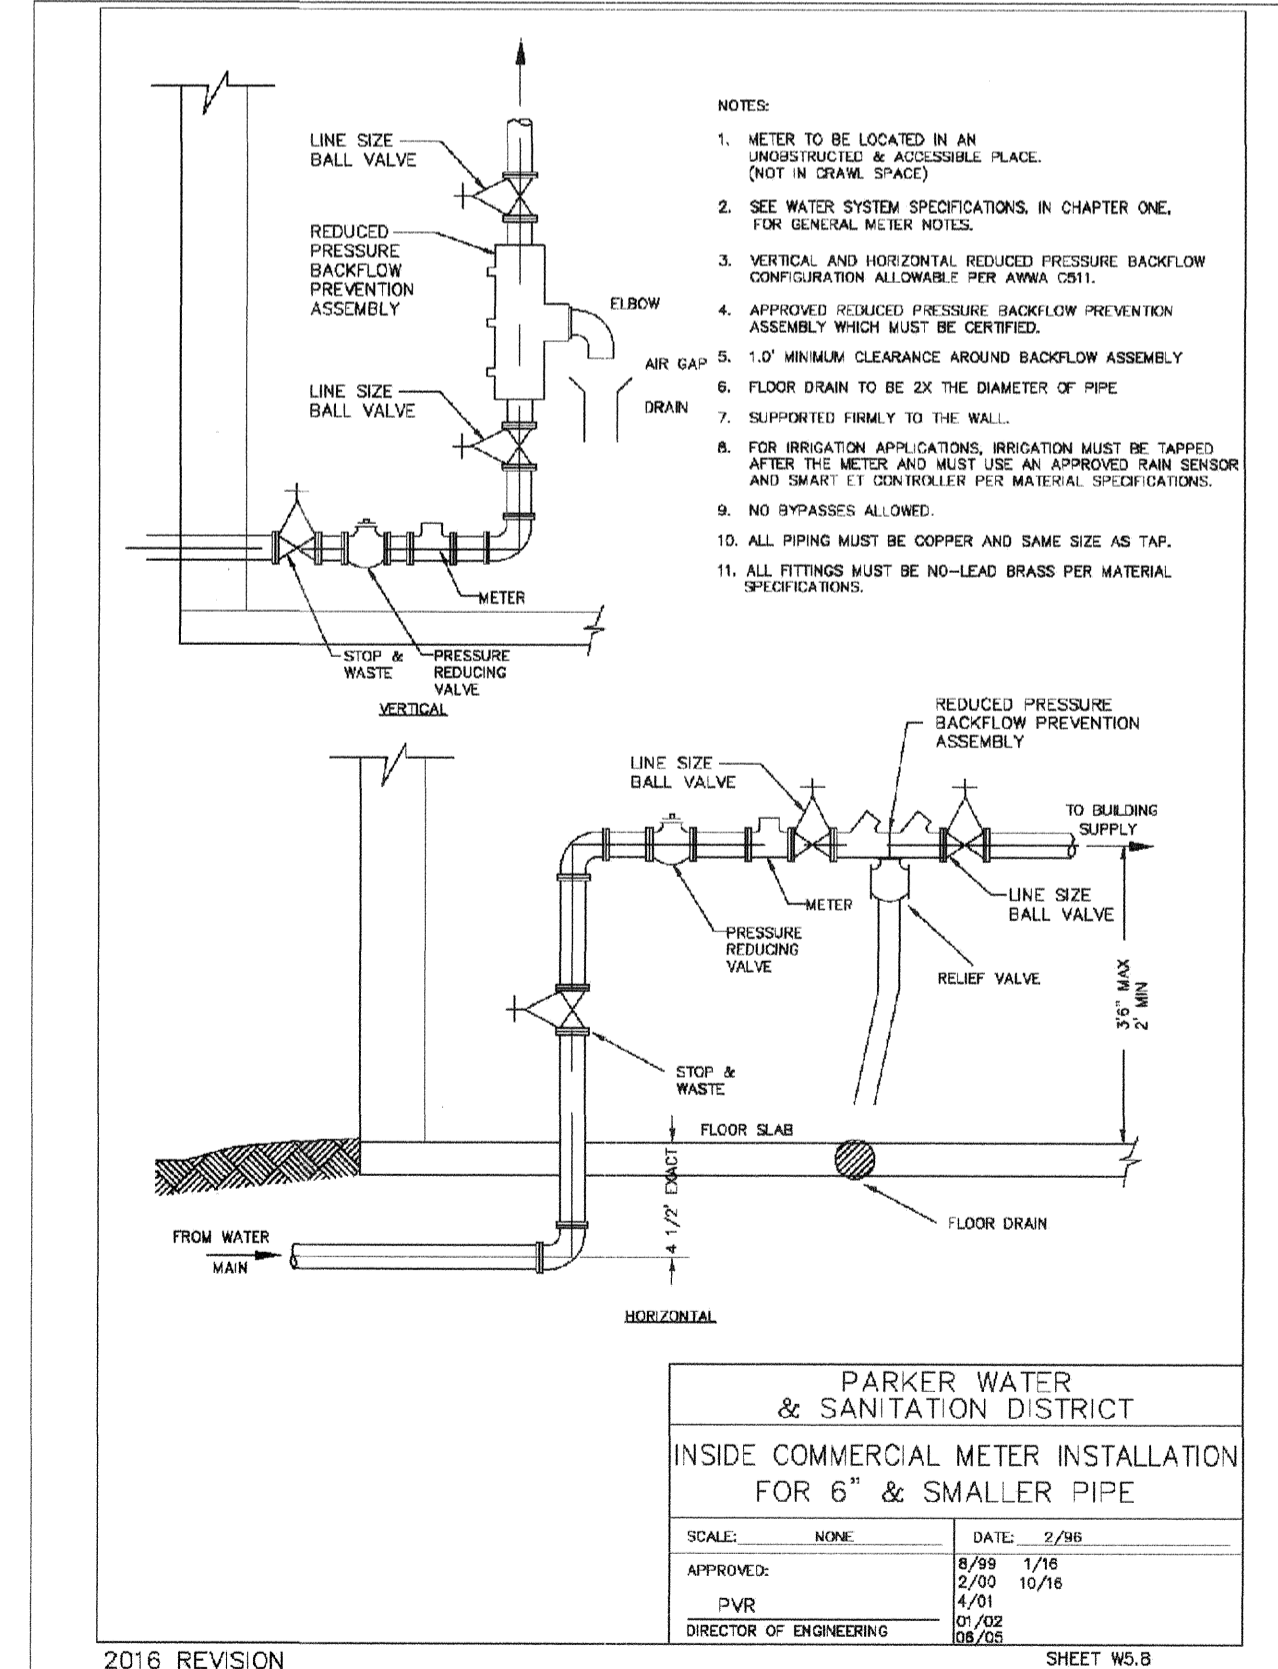 LINE SIZE
BALL VALVE
REDUCED
PRESSURE
BACKFLOW
PREVENTION
ASSEMBLY
ELBOW
AIR GAP
LINE SIZE
BALL VALVE
DRAIN
METER
STOP &
WASTE
PRESSURE
REDUCING
VALVE
VERTICAL
NOTES:
1. METER TO BE LOCATED IN AN
UNOBSTRUCTED & ACCESSIBLE PLACE.
(NOT IN CRAWL SPACE)
2. SEE WATER SYSTEM SPECIFICATIONS, IN CHAPTER ONE,
FOR GENERAL METER NOTES.
3. VERTICAL AND HORIZONTAL REDUCED PRESSURE BACKFLOW
CONFIGURATION ALLOWABLE PER AWWA C511.
4. APPROVED REDUCED PRESSURE BACKFLOW PREVENTION
ASSEMBLY WHICH MUST BE CERTIFIED.
5. 1.0' MINIMUM CLEARANCE AROUND BACKFLOW ASSEMBLY
6. FLOOR DRAIN TO BE 2X THE DIAMETER OF PIPE
7. SUPPORTED FIRMLY TO THE WALL.
8. FOR IRRIGATION APPLICATIONS, IRRIGATION MUST BE TAPPED
AFTER THE METER AND MUST USE AN APPROVED RAIN SENSOR
AND SMART ET CONTROLLER PER MATERIAL SPECIFICATIONS.
9. NO BYPASSES ALLOWED.
10. ALL PIPING MUST BE COPPER AND SAME SIZE AS TAP.
11. ALL FITTINGS MUST BE NO-LEAD BRASS PER MATERIAL
SPECIFICATIONS.
REDUCED PRESSURE
BACKFLOW PREVENTION
ASSEMBLY
LINE SIZE
BALL VALVE
TO BUILDING
SUPPLY
METER
LINE SIZE
BALL VALVE
PRESSURE
REDUCING
VALVE
RELIEF VALVE
3'6" MAX
2' MIN
STOP &
WASTE
FLOOR SLAB
4 1/2' EXACT
FLOOR DRAIN
FROM WATER
MAIN
HORIZONTAL
PARKER WATER
& SANITATION DISTRICT
INSIDE COMMERCIAL METER INSTALLATION
FOR 6" & SMALLER PIPE
SCALE: NONE
DATE: 2/96
APPROVED:
PVR
DIRECTOR OF ENGINEERING
8/99 1/16
2/00 10/16
4/01
01/02
06/05
2016 REVISION
SHEET W5.8